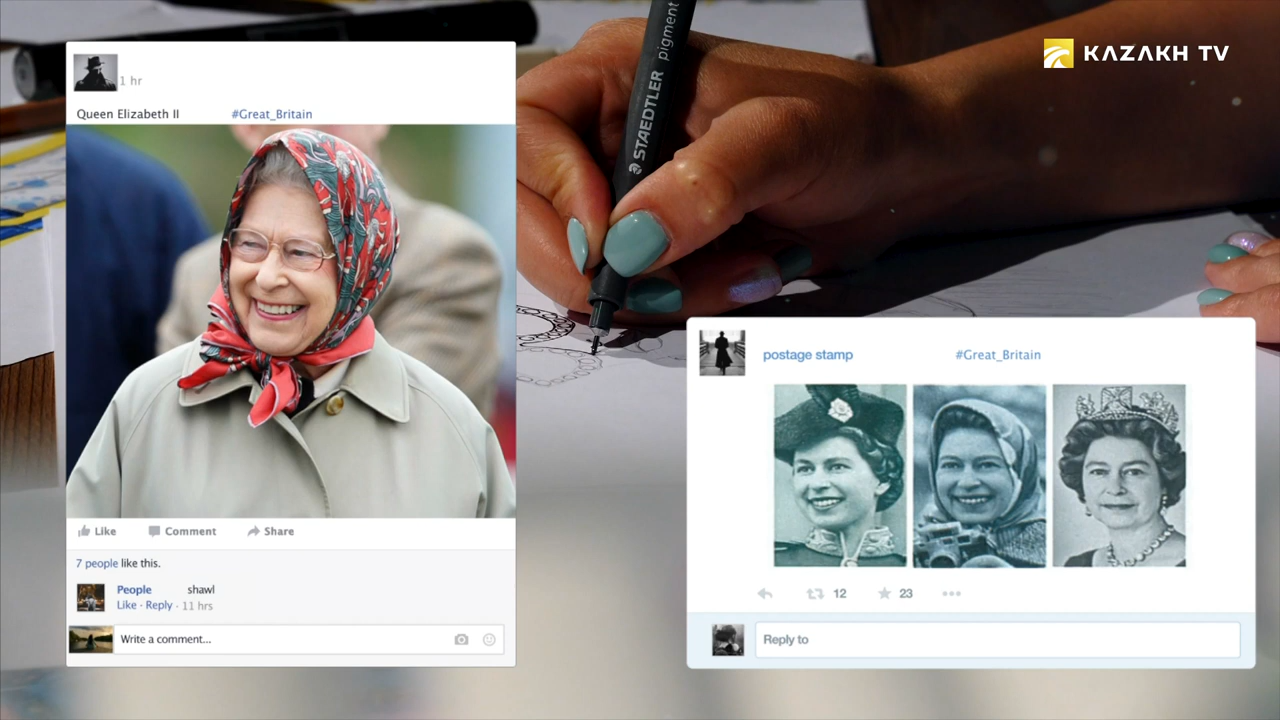 KAZAKH TV
STAEDTLER pigment
1 hr
Queen Elizabeth II #Great_Britain
Like Comment Share
7 people like this.
People shawl
Like · Reply · 11 hrs
Write a comment...
postage stamp #Great_Britain
12 23
Reply to